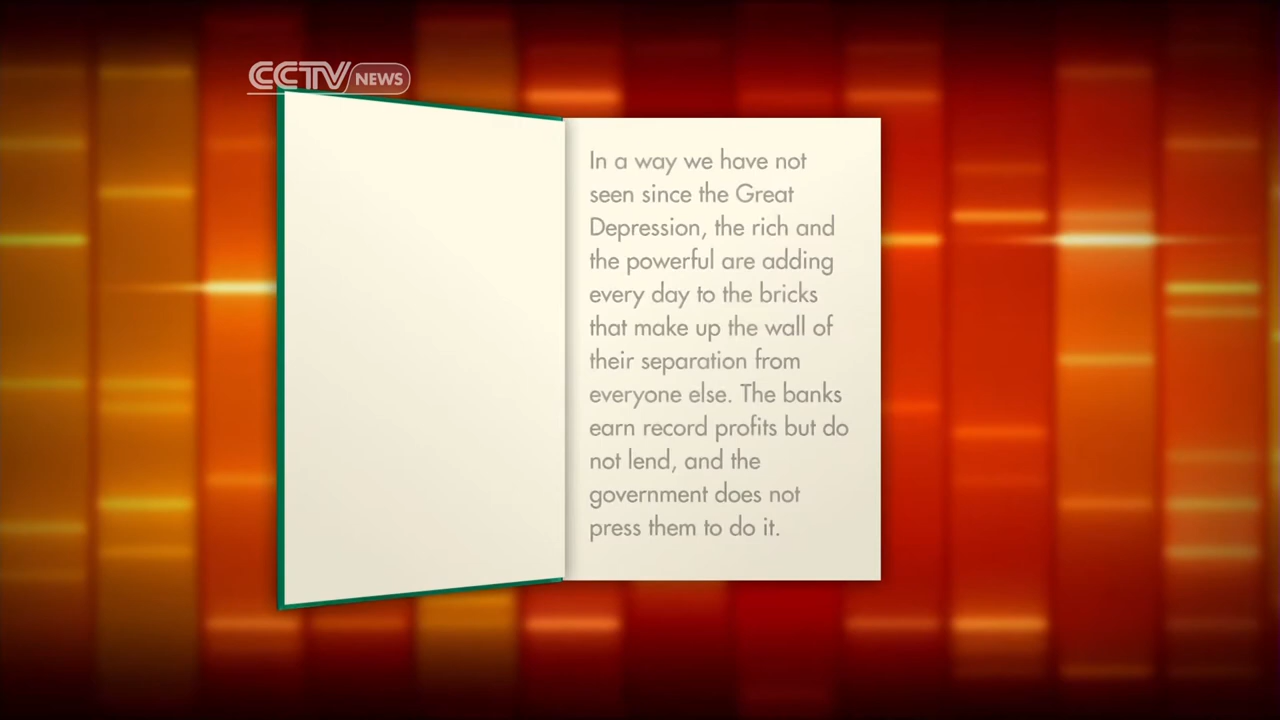 CCTV NEWS
In a way we have not
seen since the Great
Depression, the rich and
the powerful are adding
every day to the bricks
that make up the wall of
their separation from
everyone else. The banks
earn record profits but do
not lend, and the
government does not
press them to do it.